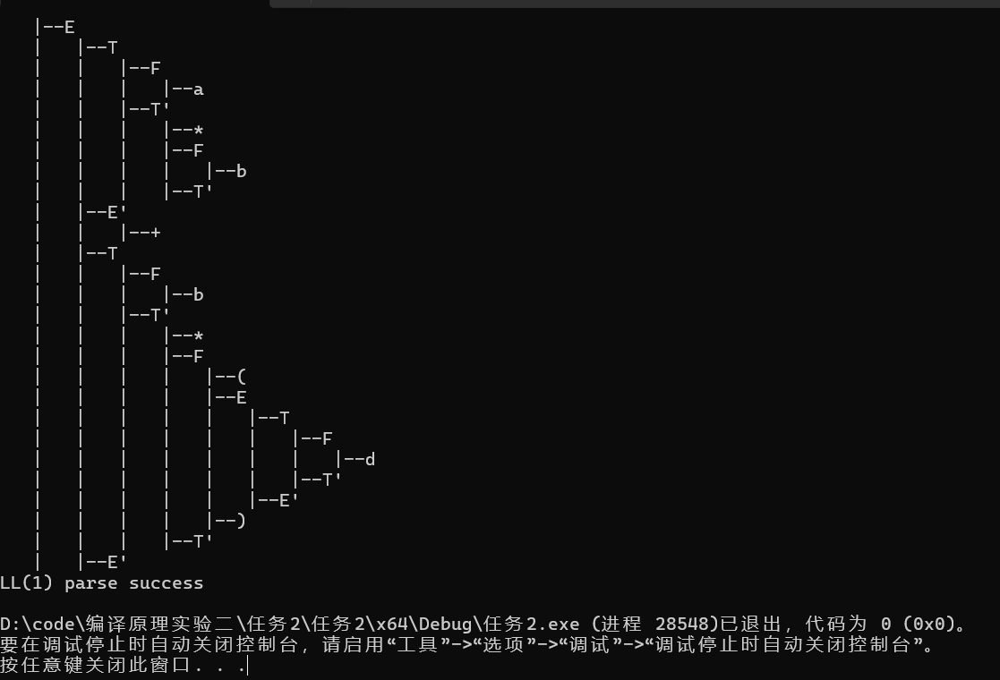 |--E
    |   |--T
    |   |   |--F
    |   |   |   |--a
    |   |   |--T'
    |   |   |   |--*
    |   |   |   |--F
    |   |   |   |   |--b
    |   |   |   |--T'
    |   |--E'
    |   |   |--+
    |   |--T
    |   |   |--F
    |   |   |   |--b
    |   |   |--T'
    |   |   |   |--*
    |   |   |   |--F
    |   |   |   |   |--(
    |   |   |   |   |--E
    |   |   |   |   |   |--T
    |   |   |   |   |   |   |--F
    |   |   |   |   |   |   |   |--d
    |   |   |   |   |   |   |--T'
    |   |   |   |   |   |--E'
    |   |   |   |   |--)
    |   |   |   |--T'
    |   |--E'
LL(1) parse success

D:\code\编译原理实验二\任务2\任务2\x64\Debug\任务2.exe (进程 28548)已退出，代码为 0 (0x0)。
要在调试停止时自动关闭控制台，请启用“工具”->“选项”->“调试”->“调试停止时自动关闭控制台”。
按任意键关闭此窗口. . .